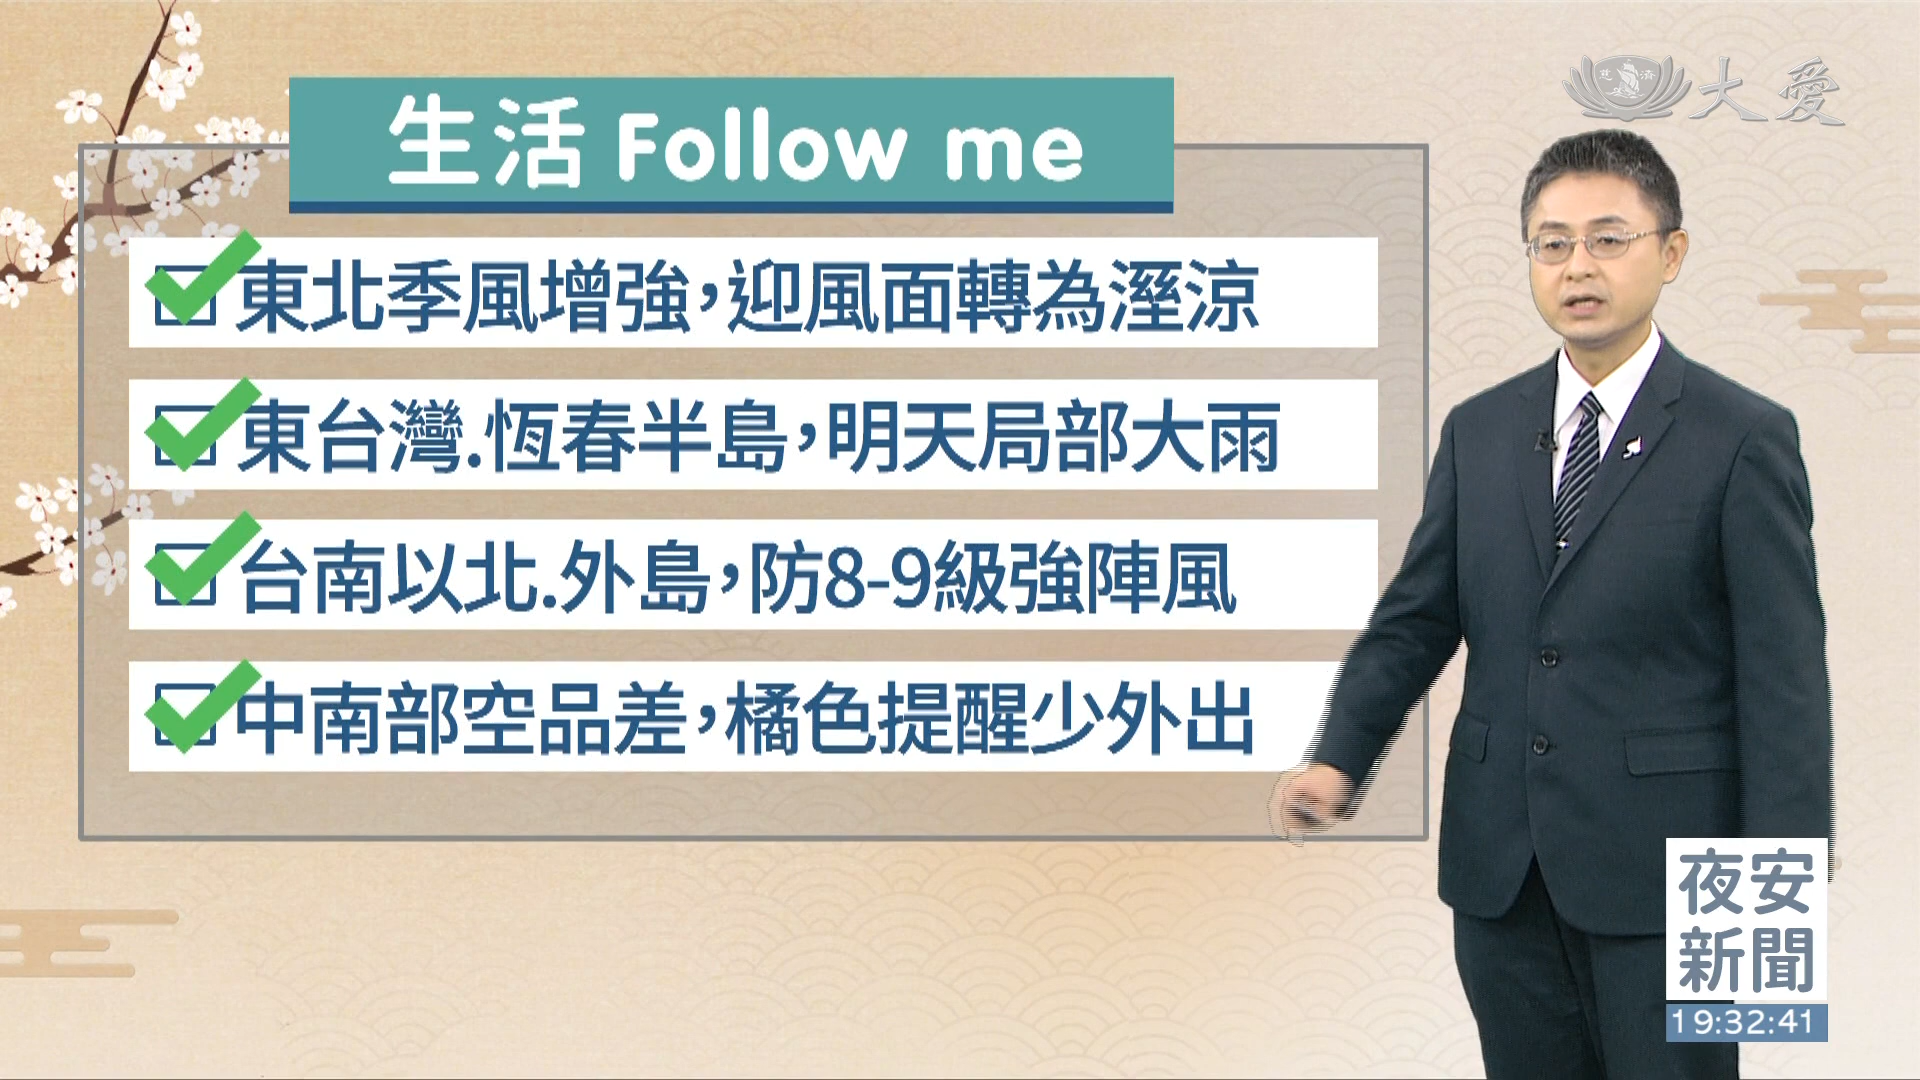 慈濟
大愛
生活 Follow me
東北季風增強,迎風面轉為溼涼
東台灣.恆春半島,明天局部大雨
台南以北.外島,防8-9級強陣風
中南部空品差,橘色提醒少外出
夜安
新聞
19:32:41